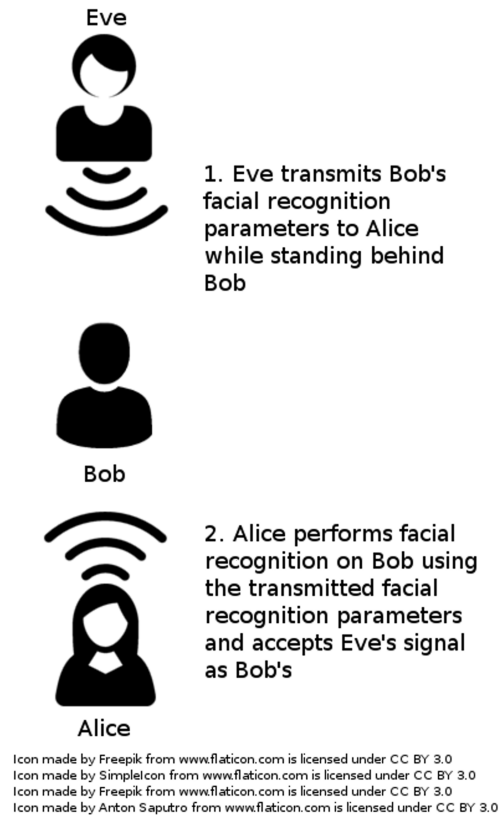 Eve
1. Eve transmits Bob's
facial recognition
parameters to Alice
while standing behind
Bob
Bob
2. Alice performs facial
recognition on Bob using
the transmitted facial
recognition parameters
and accepts Eve's signal
as Bob's
Alice
Icon made by Freepik from www.flaticon.com is licensed under CC BY 3.0
Icon made by SimpleIcon from www.flaticon.com is licensed under CC BY 3.0
Icon made by Freepik from www.flaticon.com is licensed under CC BY 3.0
Icon made by Anton Saputro from www.flaticon.com is licensed under CC BY 3.0